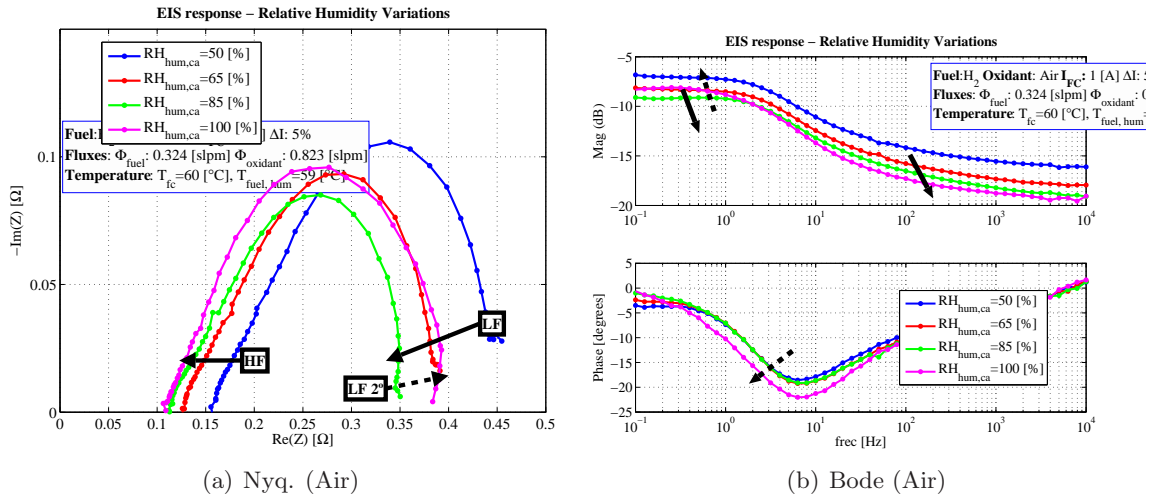 EIS response − Relative Humidity Variations
RH_hum,ca=50 [%]
RH_hum,ca=65 [%]
RH_hum,ca=85 [%]
RH_hum,ca=100 [%]
] ΔI: 5%
Fluxes: Φ_fuel: 0.324 [slpm] Φ_oxidant: 0.823 [slpm]
Temperature: T_fc=60 [°C], T_fuel, hum=59 [°C]
−Im(Z) [Ω]
0.1
0.05
0
LF
HF
LF 2º
0 0.05 0.1 0.15 0.2 0.25 0.3 0.35 0.4 0.45 0.5
Re(Z) [Ω]
(a) Nyq. (Air)
EIS response − Relative Humidity Variations
Fuel:H_2 Oxidant: Air I_FC: 1 [A] ΔI:
Fluxes: Φ_fuel: 0.324 [slpm] Φ_oxidant: 0
Temperature: T_fc=60 [°C], T_fuel, hum=
Mag (dB)
−5
−10
−15
−20
10^−1 10^0 10^1 10^2 10^3 10^4
Phase [degrees]
5
0
−5
−10
−15
−20
−25
RH_hum,ca=50 [%]
RH_hum,ca=65 [%]
RH_hum,ca=85 [%]
RH_hum,ca=100 [%]
10^−1 10^0 10^1 10^2 10^3 10^4
frec [Hz]
(b) Bode (Air)